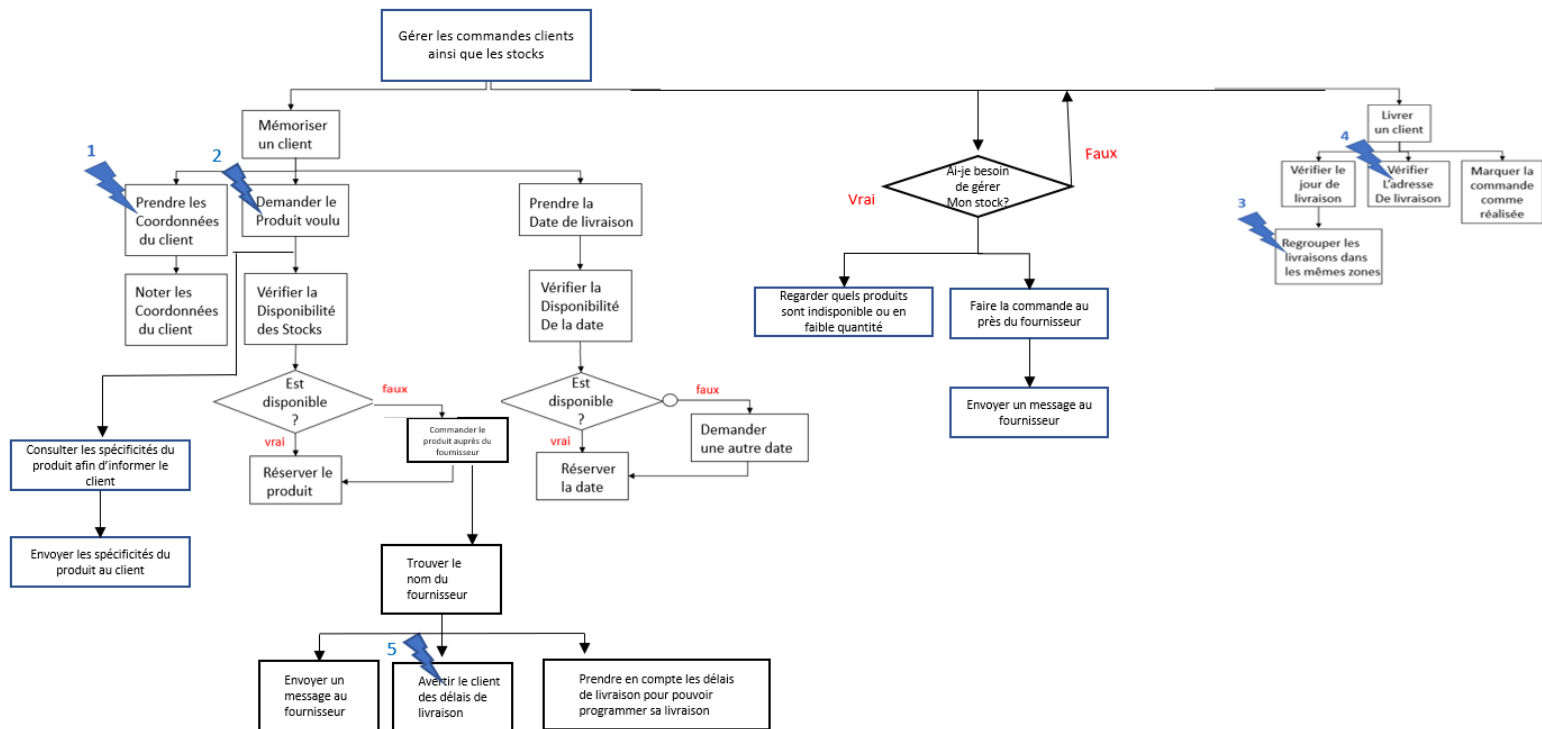 Gérer les commandes clients
ainsi que les stocks
Mémoriser
un client
Livrer
un client
1
2
4
Faux
Vrai
Ai-je besoin
de gérer
Mon stock?
Prendre les
Coordonnées
du client
Demander le
Produit voulu
Prendre la
Date de livraison
Vérifier le
jour de
livraison
Vérifier
L'adresse
De livraison
Marquer la
commande
comme
réalisée
3
Regrouper les
livraisons dans
les mêmes zones
Noter les
Coordonnées
du client
Vérifier la
Disponibilité
des Stocks
Vérifier la
Disponibilité
De la date
Regarder quels produits
sont indisponible ou en
faible quantité
Faire la commande au
près du fournisseur
Est
disponible
?
faux
vrai
Est
disponible
?
faux
vrai
Envoyer un message au
fournisseur
Commander le
produit auprès du
fournisseur
Demander
une autre date
Consulter les spécificités du
produit afin d'informer le
client
Réserver le
produit
Réserver
la date
Envoyer les spécificités du
produit au client
Trouver le
nom du
fournisseur
5
Envoyer un
message au
fournisseur
Avertir le client
des délais de
livraison
Prendre en compte les délais
de livraison pour pouvoir
programmer sa livraison